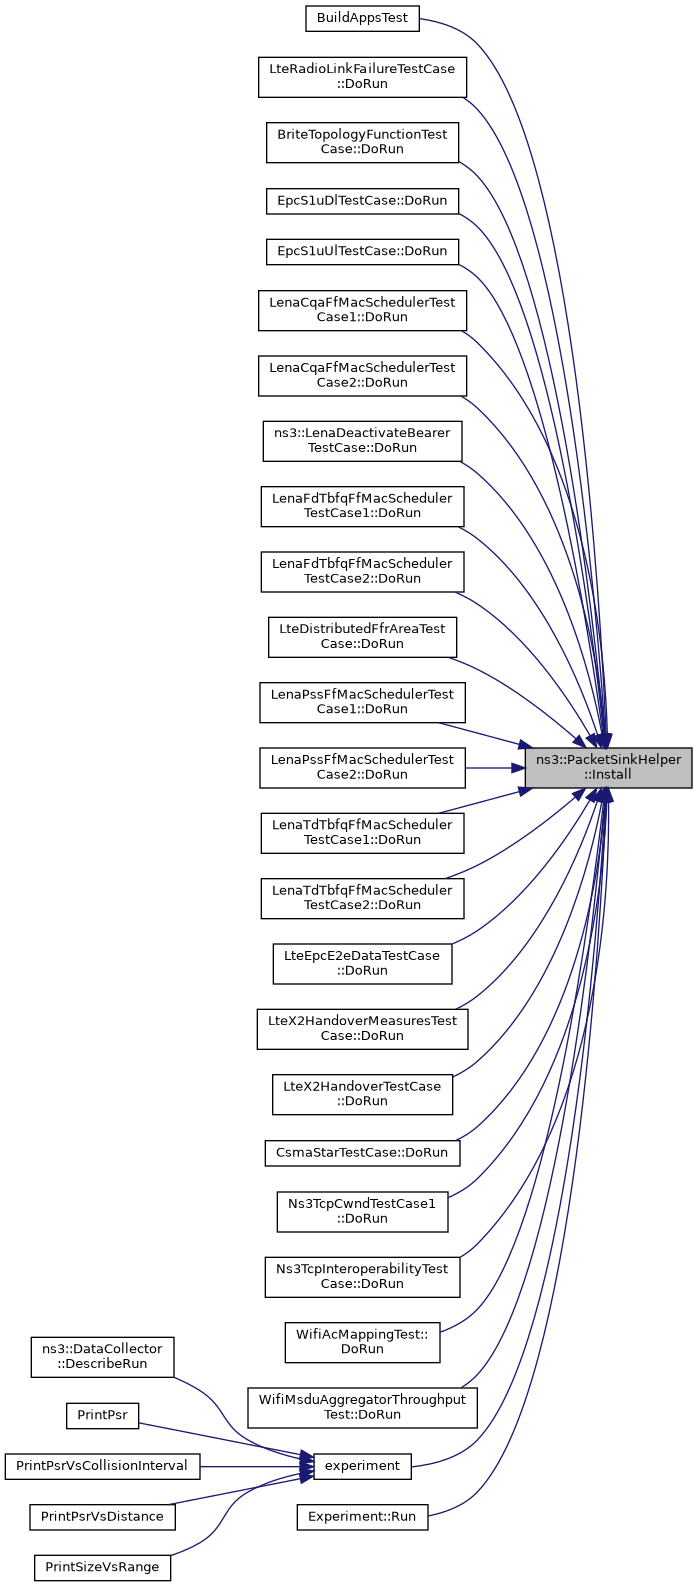 BuildAppsTest
LteRadioLinkFailureTestCase
::DoRun
BriteTopologyFunctionTest
Case::DoRun
EpcS1uDlTestCase::DoRun
EpcS1uUlTestCase::DoRun
LenaCqaFfMacSchedulerTest
Case1::DoRun
LenaCqaFfMacSchedulerTest
Case2::DoRun
ns3::LenaDeactivateBearer
TestCase::DoRun
LenaFdTbfqFfMacScheduler
TestCase1::DoRun
LenaFdTbfqFfMacScheduler
TestCase2::DoRun
LteDistributedFfrAreaTest
Case::DoRun
LenaPssFfMacSchedulerTest
Case1::DoRun
ns3::PacketSinkHelper
::Install
LenaPssFfMacSchedulerTest
Case2::DoRun
LenaTdTbfqFfMacScheduler
TestCase1::DoRun
LenaTdTbfqFfMacScheduler
TestCase2::DoRun
LteEpcE2eDataTestCase
::DoRun
LteX2HandoverMeasuresTest
Case::DoRun
LteX2HandoverTestCase
::DoRun
CsmaStarTestCase::DoRun
Ns3TcpCwndTestCase1
::DoRun
Ns3TcpInteroperabilityTest
Case::DoRun
WifiAcMappingTest::
DoRun
ns3::DataCollector
::DescribeRun
WifiMsduAggregatorThroughput
Test::DoRun
PrintPsr
PrintPsrVsCollisionInterval
experiment
PrintPsrVsDistance
Experiment::Run
PrintSizeVsRange